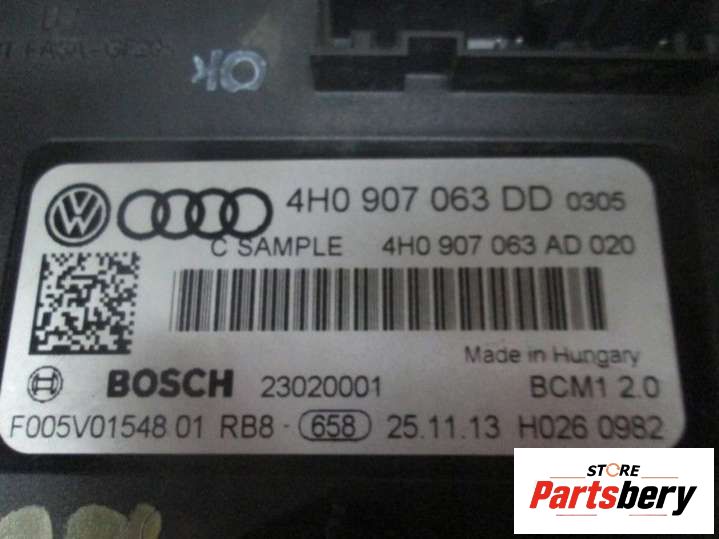 OK
4H0 907 063 DD 0305
C SAMPLE 4H0 907 063 AD 020
Made in Hungary
BOSCH 23020001 BCM1 2.0
F005V01548 01 RB8 - 658 25.11.13 H026 0982
STORE
Partsbery